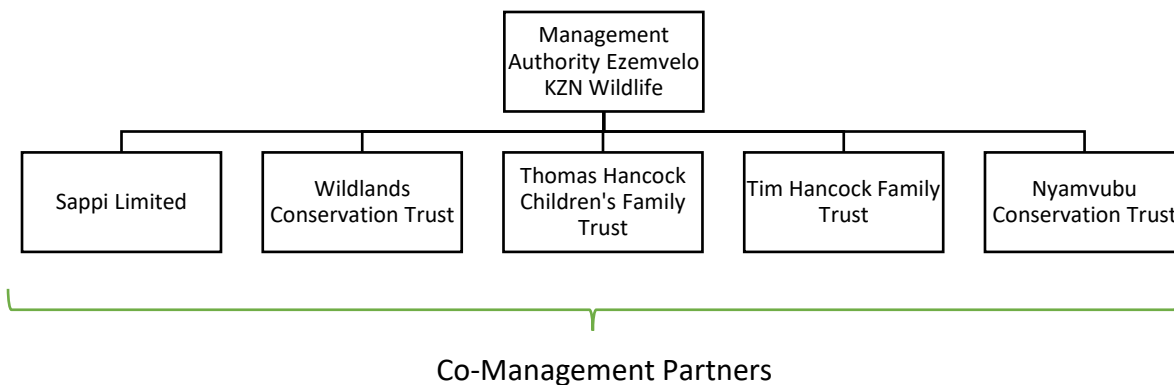 Management
Authority Ezemvelo
KZN Wildlife
Sappi Limited
Wildlands
Conservation Trust
Thomas Hancock
Children's Family
Trust
Tim Hancock Family
Trust
Nyamvubu
Conservation Trust
Co-Management Partners